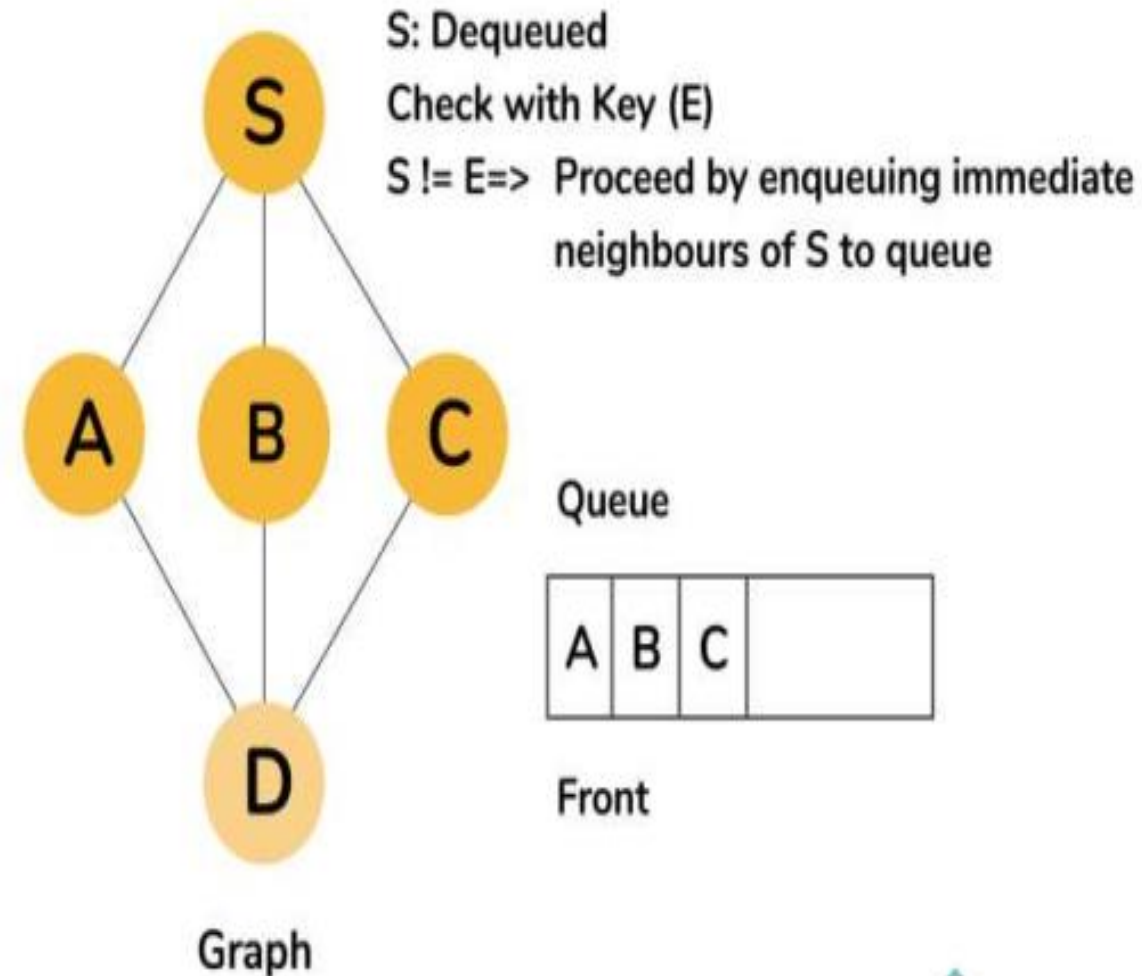 S: Dequeued
Check with Key (E)
S != E=> Proceed by enqueuing immediate
neighbours of S to queue
S
A B C
D
Graph
Queue
A B C
Front